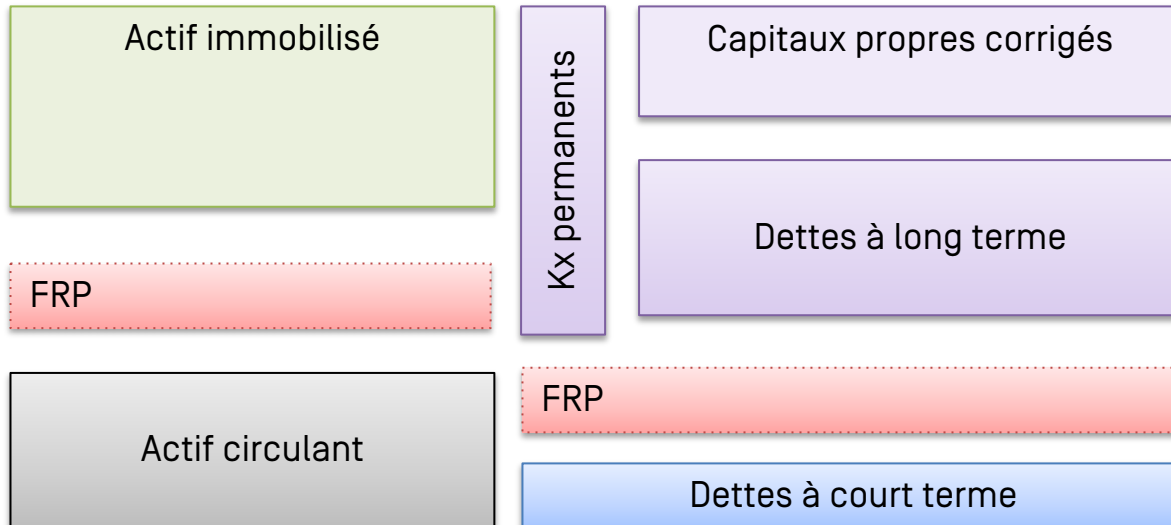 Actif immobilisé
FRP
Actif circulant
Kx permanents
Capitaux propres corrigés
Dettes à long terme
FRP
Dettes à court terme